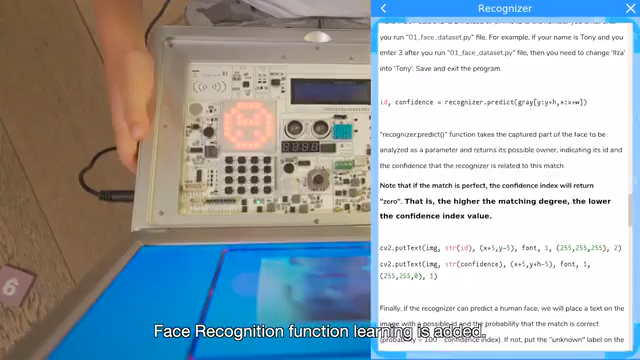 Recognizer
you run "01_face_dataset.py" file. For example, if your name is Tony and you
enter 3 after you run "01_face_dataset.py" file, then you need to change 'Ilza'
into 'Tony'. Save and exit the program.
id, confidence = recognizer.predict(gray[y:y+h,x:x+w])
"recognizer.predict()" function takes the captured part of the face to be
analyzed as a parameter and returns its possible owner, indicating its id and
the confidence that the recognizer is related to this match.
Note that if the match is perfect, the confidence index will return
"zero". That is, the higher the matching degree, the lower
the confidence index value.
cv2.putText(img, str(id), (x+5,y-5), font, 1, (255,255,255), 2)
cv2.putText(img, str(confidence), (x+5,y+h-5), font, 1,
(255,255,0), 1)
Finally, if the recognizer can predict a human face, we will place a text on the
image with a possible id and the probability that the match is correct
(probability = 100 - confidence index). If not, put the "unknown" label on the
Face Recognition function learning is added.